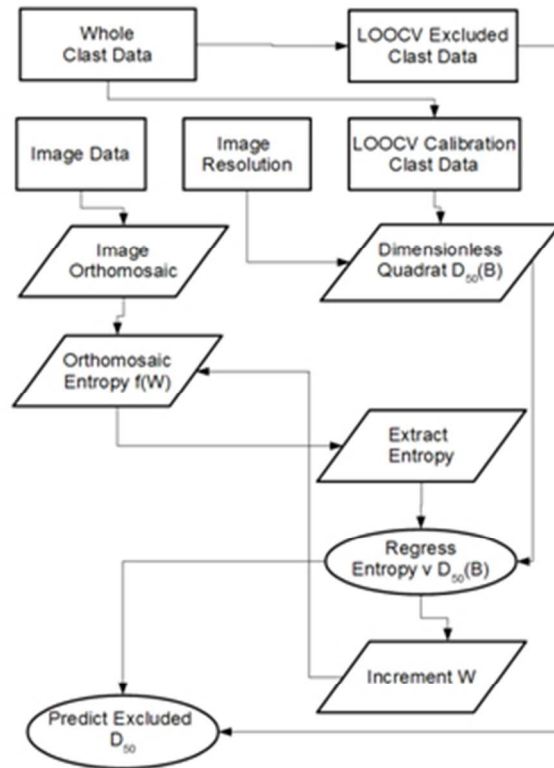 Whole
Clast Data
LOOCV Excluded
Clast Data
Image Data
Image
Resolution
LOOCV Calibration
Clast Data
Image
Orthomosaic
Dimensionless
Quadrat D₅₀(B)
Orthomosaic
Entropy f(W)
Extract
Entropy
Regress
Entropy v D₅₀(B)
Increment W
Predict Excluded
D₅₀